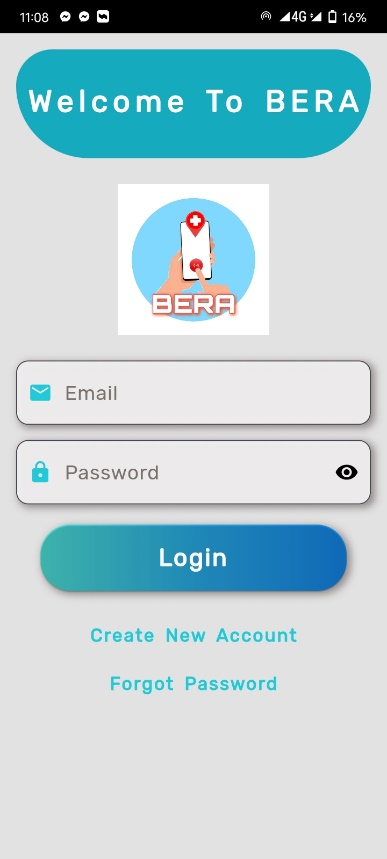 11:08 4G 16%
Welcome To BERA
BERA
Email
Password
Login
Create New Account
Forgot Password